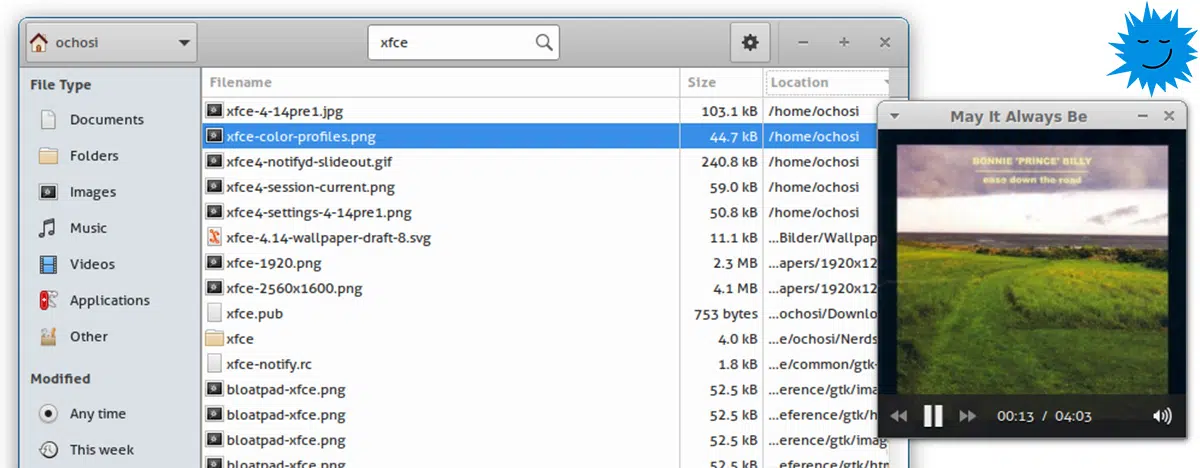 ochosi
xfce
File Type
Documents
Folders
Images
Music
Videos
Applications
Other
Modified
Any time
This week
Filename Size Location
xfce-4-14pre1.jpg 103.1 kB /home/ochosi
xfce-color-profiles.png 44.7 kB /home/ochosi
xfce4-notifyd-slideout.gif 240.8 kB /home/ochosi
xfce4-session-current.png 59.0 kB /home/ochosi
xfce4-settings-4-14pre1.png 50.8 kB /home/ochosi
xfce-4.14-wallpaper-draft-8.svg 11.1 kB ...Bilder/Wallpap
xfce-1920.png 2.3 MB ...apers/1920x12
xfce-2560x1600.png 4.1 MB ...apers/1920x12
xfce.pub 753 bytes ...ochosi/Downlo
xfce 4.0 kB ...e/ochosi/Nerds
xfce-notify.rc 1.8 kB ...e/common/gtk-
bloatpad-xfce.png 52.5 kB ...erence/gtk/imag
bloatpad-xfce.png 52.5 kB ...eference/gtk/h
bloatpad-xfce.png 52.5 kB ...erence/gtk/imag
bloatpad-xfce.png 52.5 kB ...eference/gtk/htm
May It Always Be
BONNIE 'PRINCE' BILLY
ease down the road
00:13 / 04:03